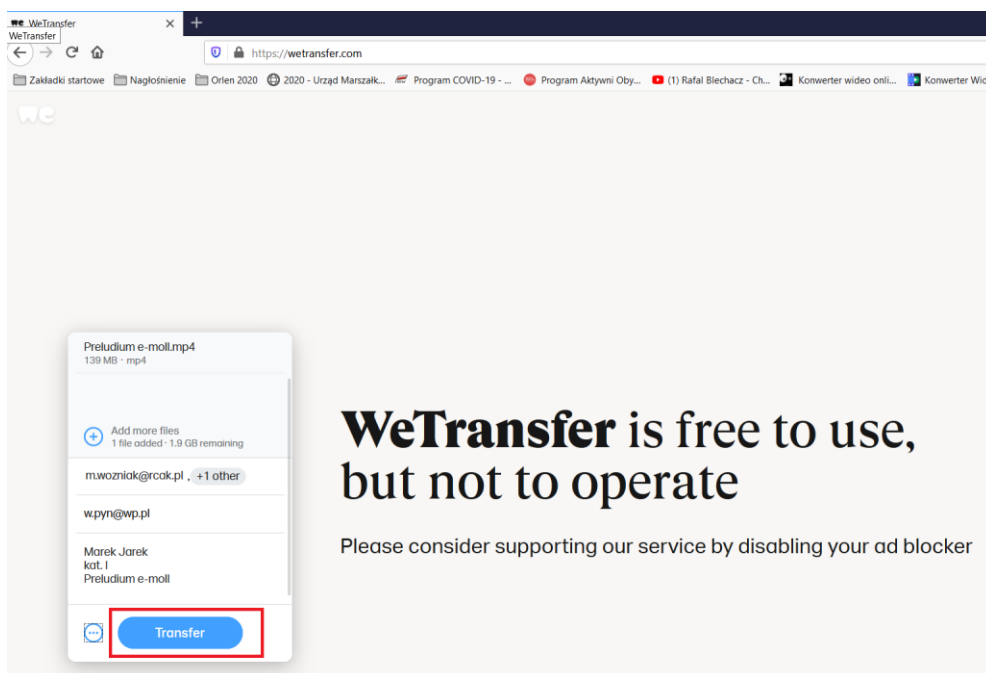 we WeTransfer
WeTransfer
https://wetransfer.com
Zakładki startowe Nagłośnienie Orlen 2020 2020 - Urząd Marszałk... Program COVID-19 - ... Program Aktywni Oby... (1) Rafal Blechacz - Ch... Konwerter wideo onli... Konwerter Wid
we
Preludium e-moll.mp4
139 MB · mp4
Add more files
1 file added · 1.9 GB remaining
m.wozniak@rcak.pl , +1 other
w.pyn@wp.pl
Marek Jarek
kat. I
Preludium e-moll
Transfer
WeTransfer is free to use,
but not to operate
Please consider supporting our service by disabling your ad blocker